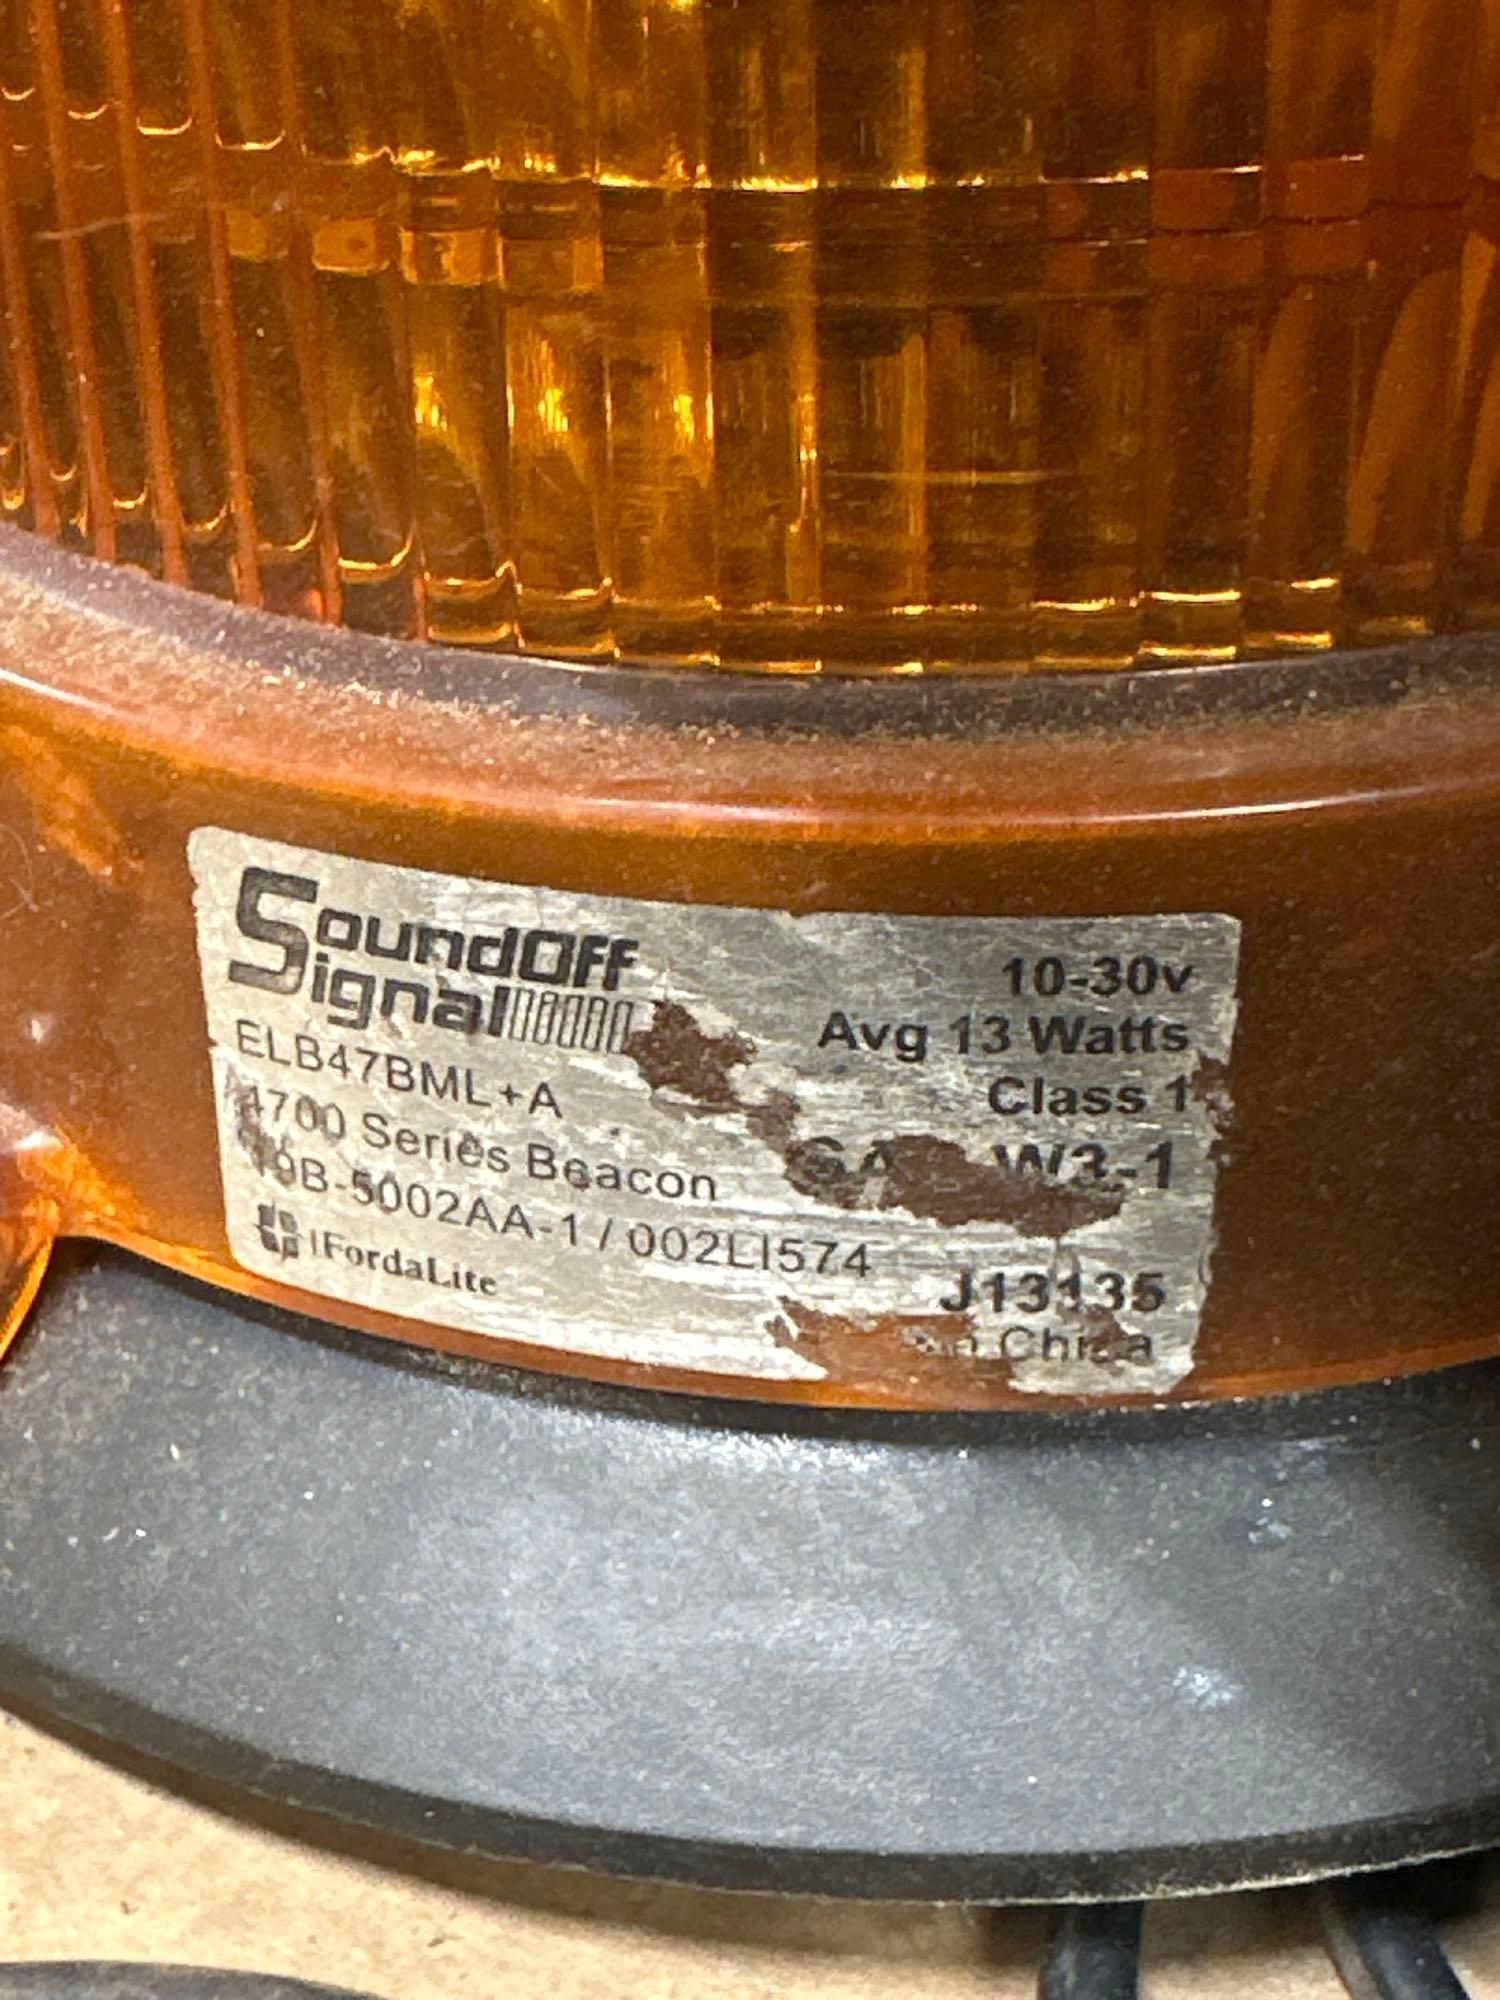 SoundOff
Signal
ELB47BML+A
4700 Series Beacon
19B-5002AA-1 / 002LI574
FordaLite
10-30v
Avg 13 Watts
Class 1
W3-1
J13135
China